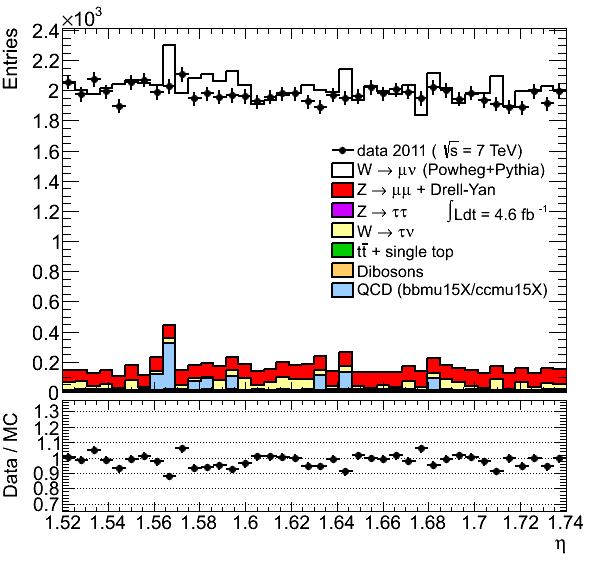 ×10³
Entries
2.4
2.2
2
1.8
1.6
1.4
1.2
1
0.8
0.6
0.4
0.2
0
data 2011 ( √s = 7 TeV)
W → μν (Powheg+Pythia)
Z → μμ + Drell-Yan
Z → ττ ∫Ldt = 4.6 fb⁻¹
W → τν
tt̄ + single top
Dibosons
QCD (bbmu15X/ccmu15X)
Data / MC
1.3
1.2
1.1
1
0.9
0.8
0.7
1.52 1.54 1.56 1.58 1.6 1.62 1.64 1.66 1.68 1.7 1.72 1.74
η